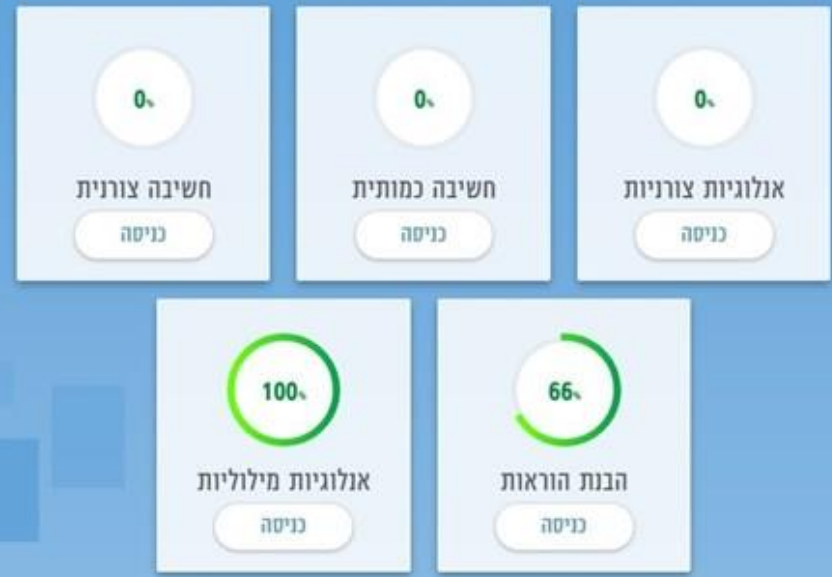 0%
אנלוגיות צורניות
כניסה
0%
חשיבה כמותית
כניסה
0%
חשיבה צורנית
כניסה
66%
הבנת הוראות
כניסה
100%
אנלוגיות מילוליות
כניסה